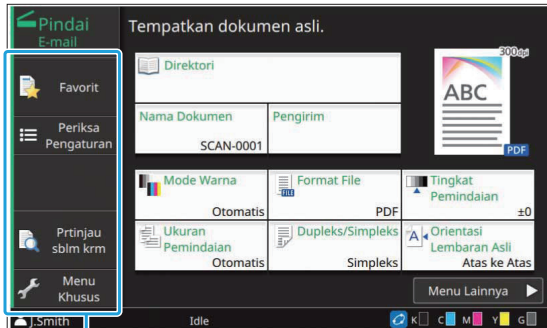 Pindai
E-mail
Tempatkan dokumen asli.
300dpi
Favorit
Periksa
Pengaturan
Prtinjau
sblm krm
Menu
Khusus
Direktori
Nama Dokumen
SCAN-0001
Pengirim
ABC
PDF
Mode Warna
Otomatis
Format File
FILE
PDF
Tingkat
Pemindaian
±0
Ukuran
Pemindaian
Otomatis
Dupleks/Simpleks
Simpleks
A
Orientasi
Lembaran Asli
Atas ke Atas
Menu Lainnya
J.Smith
Idle
K C M Y G